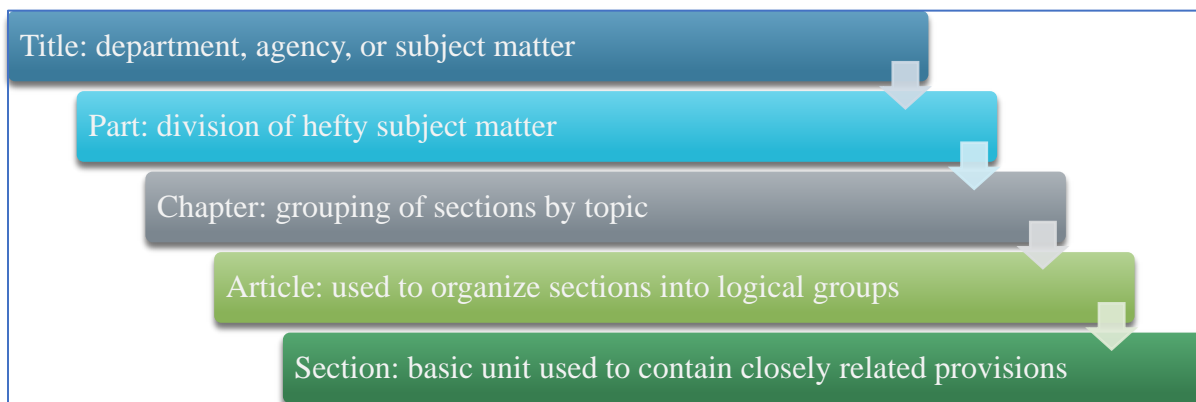 Title: department, agency, or subject matter
Part: division of hefty subject matter
Chapter: grouping of sections by topic
Article: used to organize sections into logical groups
Section: basic unit used to contain closely related provisions